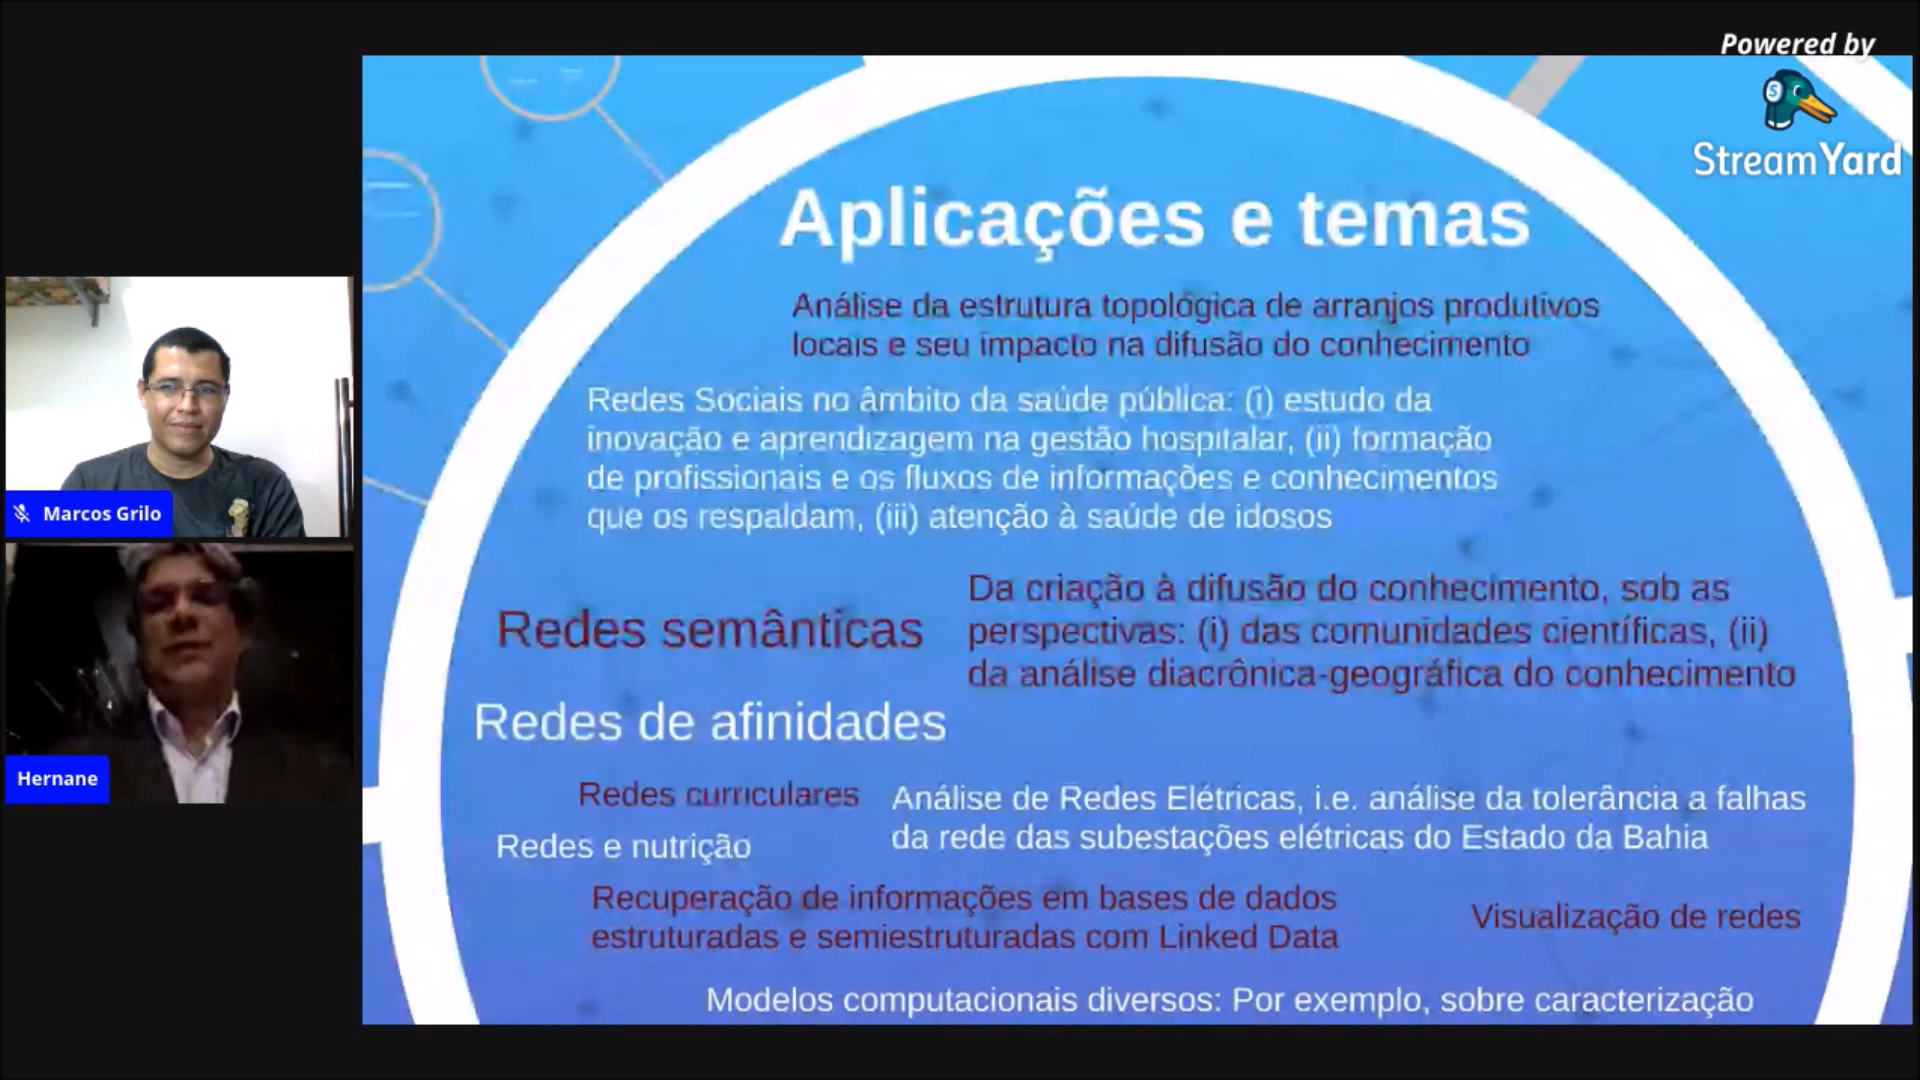 Powered by
StreamYard
Aplicações e temas
Análise da estrutura topológica de arranjos produtivos
locais e seu impacto na difusão do conhecimento
Redes Sociais no âmbito da saúde pública: (i) estudo da
inovação e aprendizagem na gestão hospitalar, (ii) formação
de profissionais e os fluxos de informações e conhecimentos
que os respaldam, (iii) atenção à saúde de idosos
Redes semânticas
Da criação à difusão do conhecimento, sob as
perspectivas: (i) das comunidades científicas, (ii)
da análise diacrônica-geográfica do conhecimento
Redes de afinidades
Redes curriculares
Redes e nutrição
Análise de Redes Elétricas, i.e. análise da tolerância a falhas
da rede das subestações elétricas do Estado da Bahia
Recuperação de informações em bases de dados
estruturadas e semiestruturadas com Linked Data
Visualização de redes
Modelos computacionais diversos: Por exemplo, sobre caracterização
Marcos Grilo
Hernane